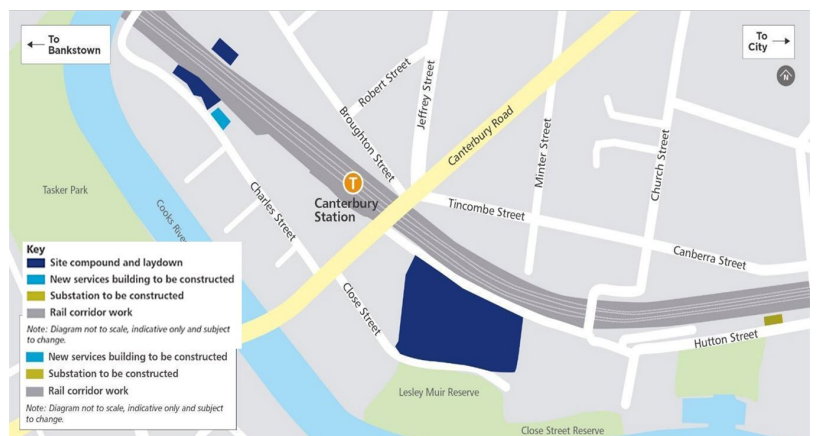 To
Bankstown
To
City
N
Robert Street
Jeffrey Street
Broughton Street
Canterbury Road
Minter Street
Church Street
Tasker Park
T
Canterbury
Station
Tincombe Street
Charles Street
Cooks River
Canberra Street
Close Street
Hutton Street
Lesley Muir Reserve
Close Street Reserve
Key
Site compound and laydown
New services building to be constructed
Substation to be constructed
Rail corridor work
Note: Diagram not to scale, indicative only and subject
to change.
New services building to be constructed
Substation to be constructed
Rail corridor work
Note: Diagram not to scale, indicative only and subject
to change.